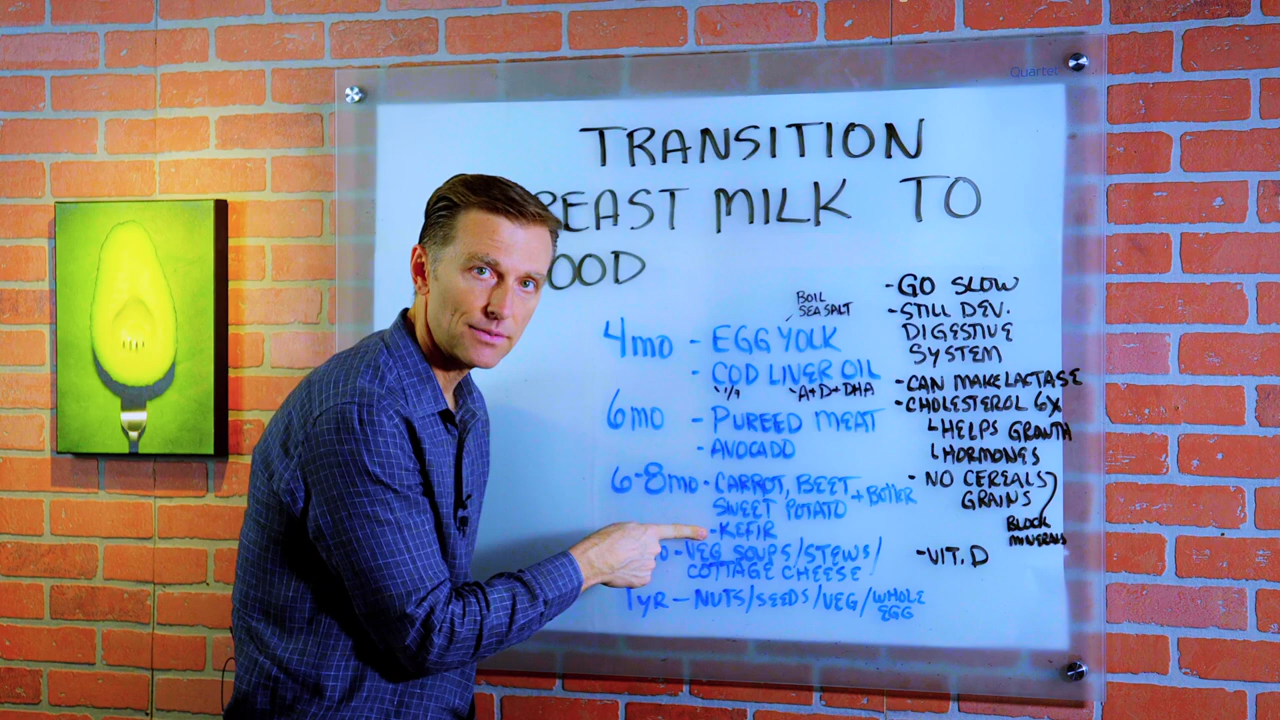 Quartet
TRANSITION
BREAST MILK TO
OOD
BOIL
SEA SALT
4mo - EGG YOLK
- COD LIVER OIL
A+D+DHA
6mo - PUREED MEAT
- AVOCADO
6-8mo - CARROT, BEET
SWEET POTATO
+ BUTTER
- KEFIR
o - VEG SOUPS/STEWS/
COTTAGE CHEESE
1yr - NUTS/SEEDS/VEG/WHOLE
EGG
- GO SLOW
- STILL DEV.
DIGESTIVE
SYSTEM
- CAN MAKE LACTASE
- CHOLESTEROL 6X
HELPS GROWTH
HORMONES
- NO CEREALS
GRAINS
BLOCK
MINERALS
- VIT. D